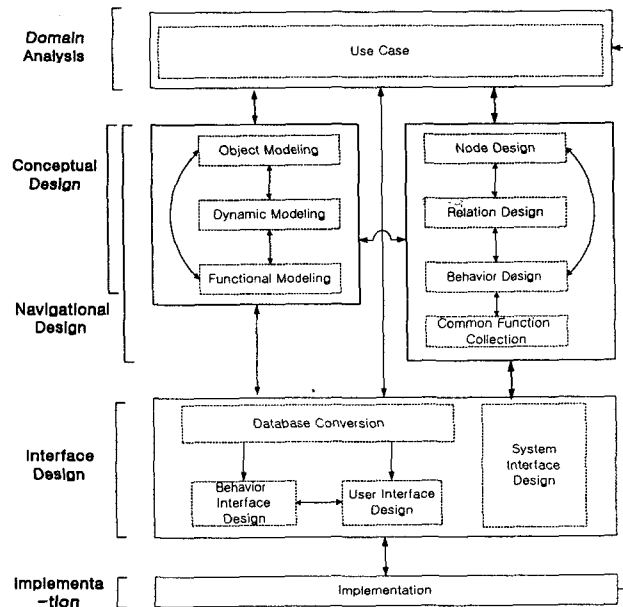 Domain
Analysis
Use Case
Conceptual
Design
Object Modeling
Dynamic Modeling
Functional Modeling
Node Design
Relation Design
Behavior Design
Common Function
Collection
Navigational
Design
Interface
Design
Database Conversion
Behavior
Interface
Design
User Interface
Design
System
Interface
Design
Implementa
-tion
Implementation